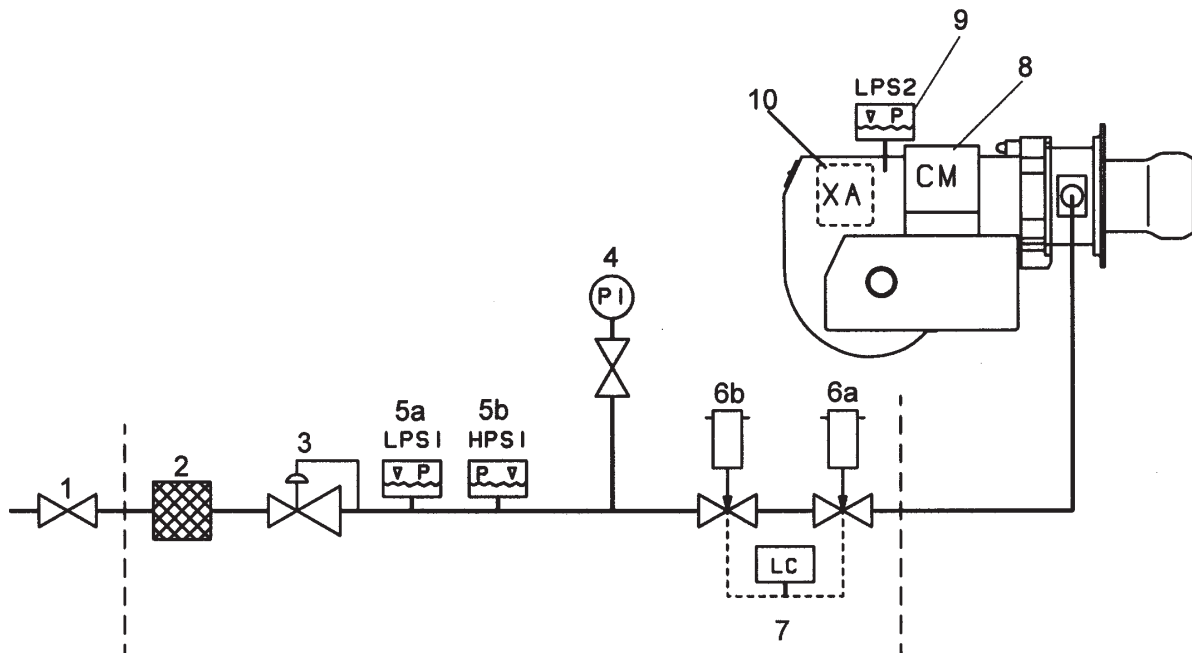 9
8
LPS2
10
▽ P
XA
CM
4
PI
6b
6a
5a
5b
LPS1
HPS1
3
▽ P
P ▽
2
1
LC
7